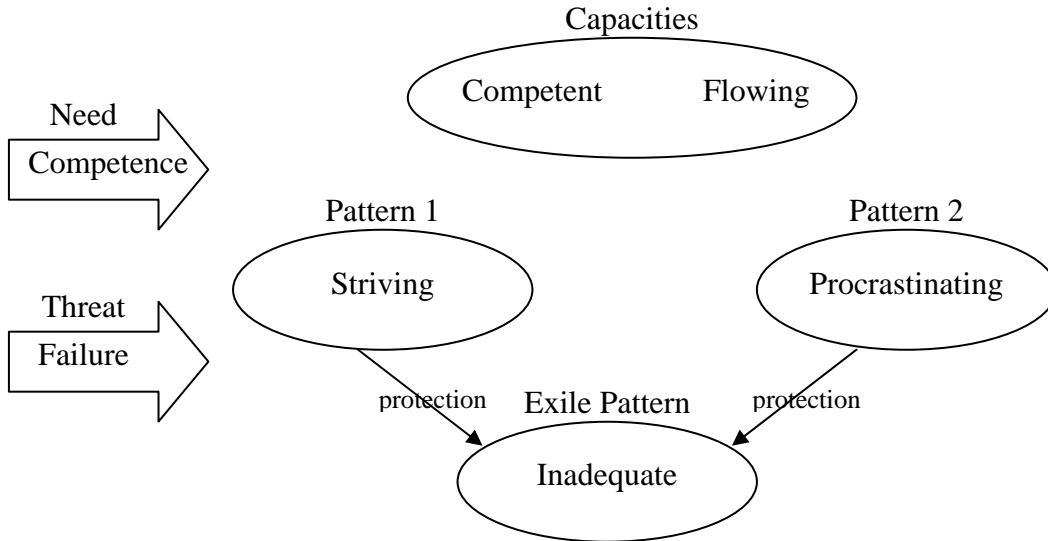 Capacities
Competent Flowing
Need
Competence
Pattern 1 Pattern 2
Striving Procrastinating
Threat
Failure
protection Exile Pattern protection
Inadequate